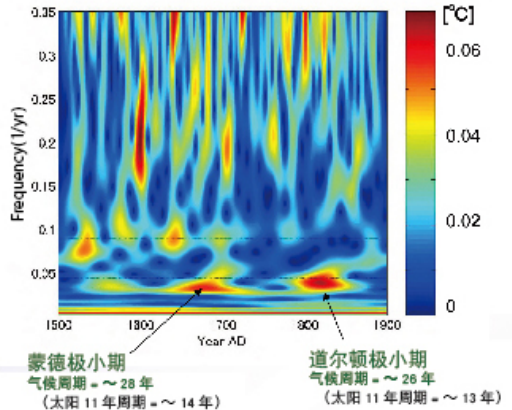 [°C]
0.35
0.3
0.25
0.2
0.15
0.1
0.05
Frequency(1/yr)
1500 1600 700 800 1900
Year AD
0.06
0.04
0.02
0
蒙德极小期
气候周期 = ~ 28 年
（太阳 11 年周期 = ~ 14 年）
道尔顿极小期
气候周期 = ~ 26 年
（太阳 11 年周期 = ~ 13 年）